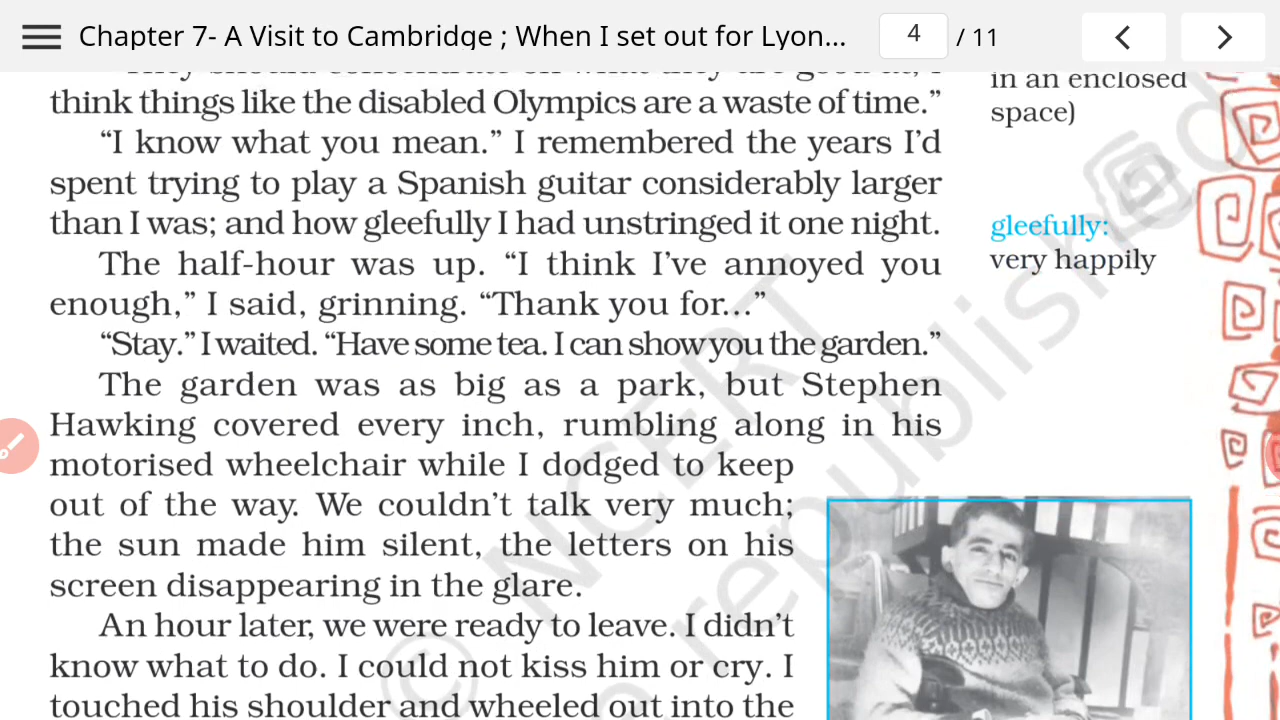 Chapter 7- A Visit to Cambridge ; When I set out for Lyon...
4 / 11
think things like the disabled Olympics are a waste of time.”
“I know what you mean.” I remembered the years I’d
spent trying to play a Spanish guitar considerably larger
than I was; and how gleefully I had unstringed it one night.
The half-hour was up. “I think I’ve annoyed you
enough,” I said, grinning. “Thank you for...”
“Stay.” I waited. “Have some tea. I can show you the garden.”
The garden was as big as a park, but Stephen
Hawking covered every inch, rumbling along in his
motorised wheelchair while I dodged to keep
out of the way. We couldn’t talk very much;
the sun made him silent, the letters on his
screen disappearing in the glare.
An hour later, we were ready to leave. I didn’t
know what to do. I could not kiss him or cry. I
touched his shoulder and wheeled out into the
in an enclosed
space)
gleefully:
very happily
© NCERT
republished